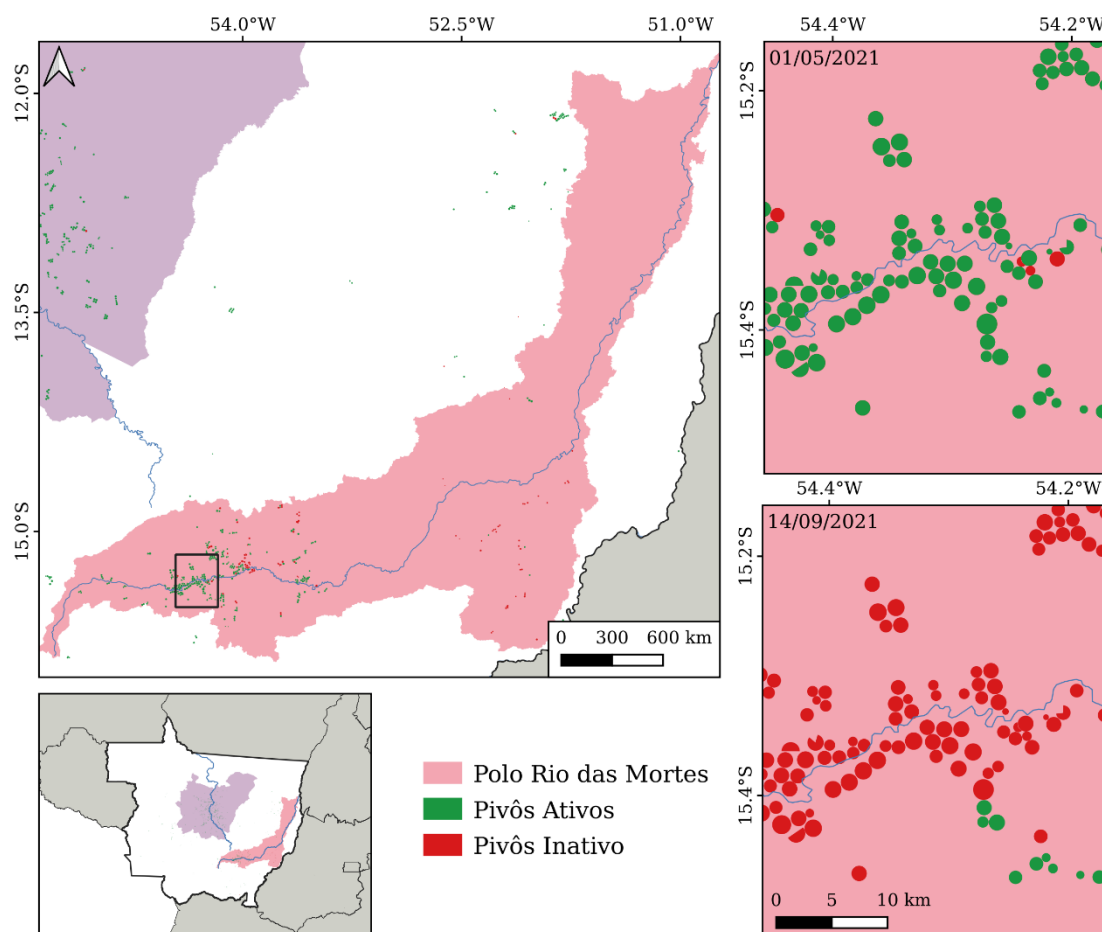 54.0°W 52.5°W 51.0°W
12.0°S
13.5°S
15.0°S
0 300 600 km
54.4°W 54.2°W
15.2°S
15.4°S
01/05/2021
54.4°W 54.2°W
15.2°S
15.4°S
14/09/2021
0 5 10 km
Polo Rio das Mortes
Pivôs Ativos
Pivôs Inativo